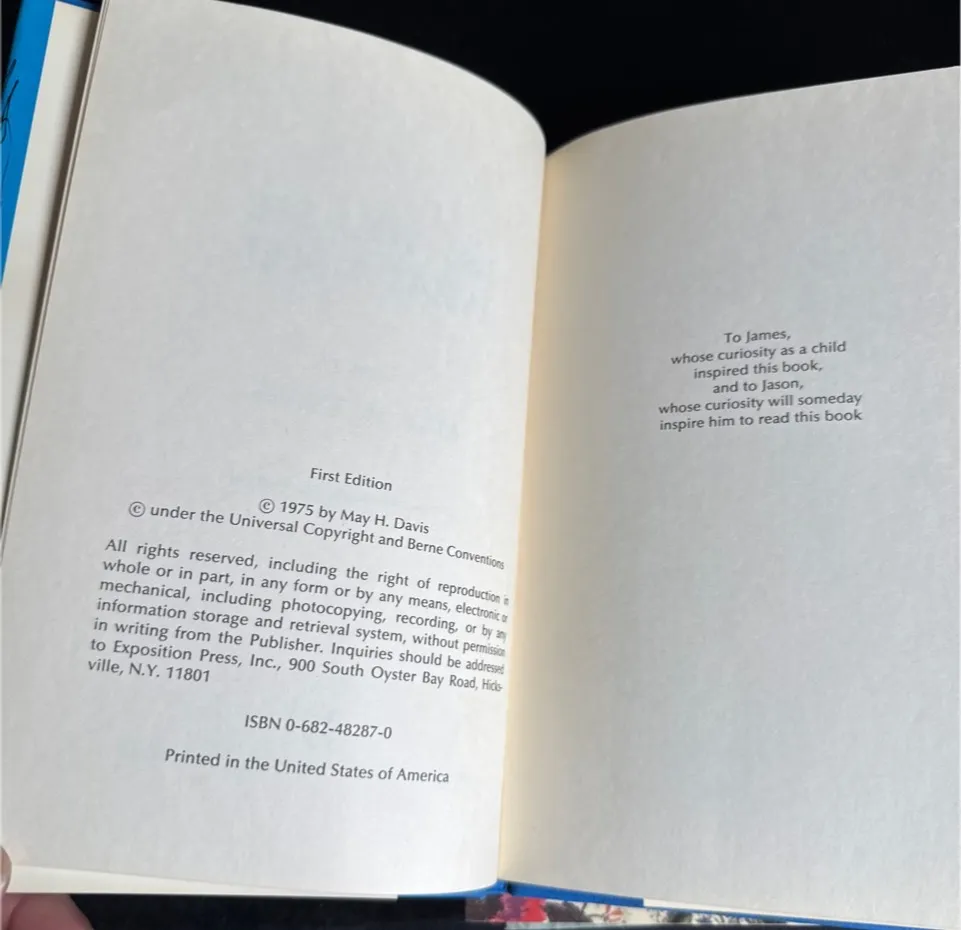 First Edition
© 1975 by May H. Davis
© under the Universal Copyright and Berne Conventions
All rights reserved, including the right of reproduction in
whole or in part, in any form or by any means, electronic or
mechanical, including photocopying, recording, or by any
information storage and retrieval system, without permission
in writing from the Publisher. Inquiries should be addressed
to Exposition Press, Inc., 900 South Oyster Bay Road, Hicks-
ville, N.Y. 11801
ISBN 0-682-48287-0
Printed in the United States of America
To James,
whose curiosity as a child
inspired this book,
and to Jason,
whose curiosity will someday
inspire him to read this book